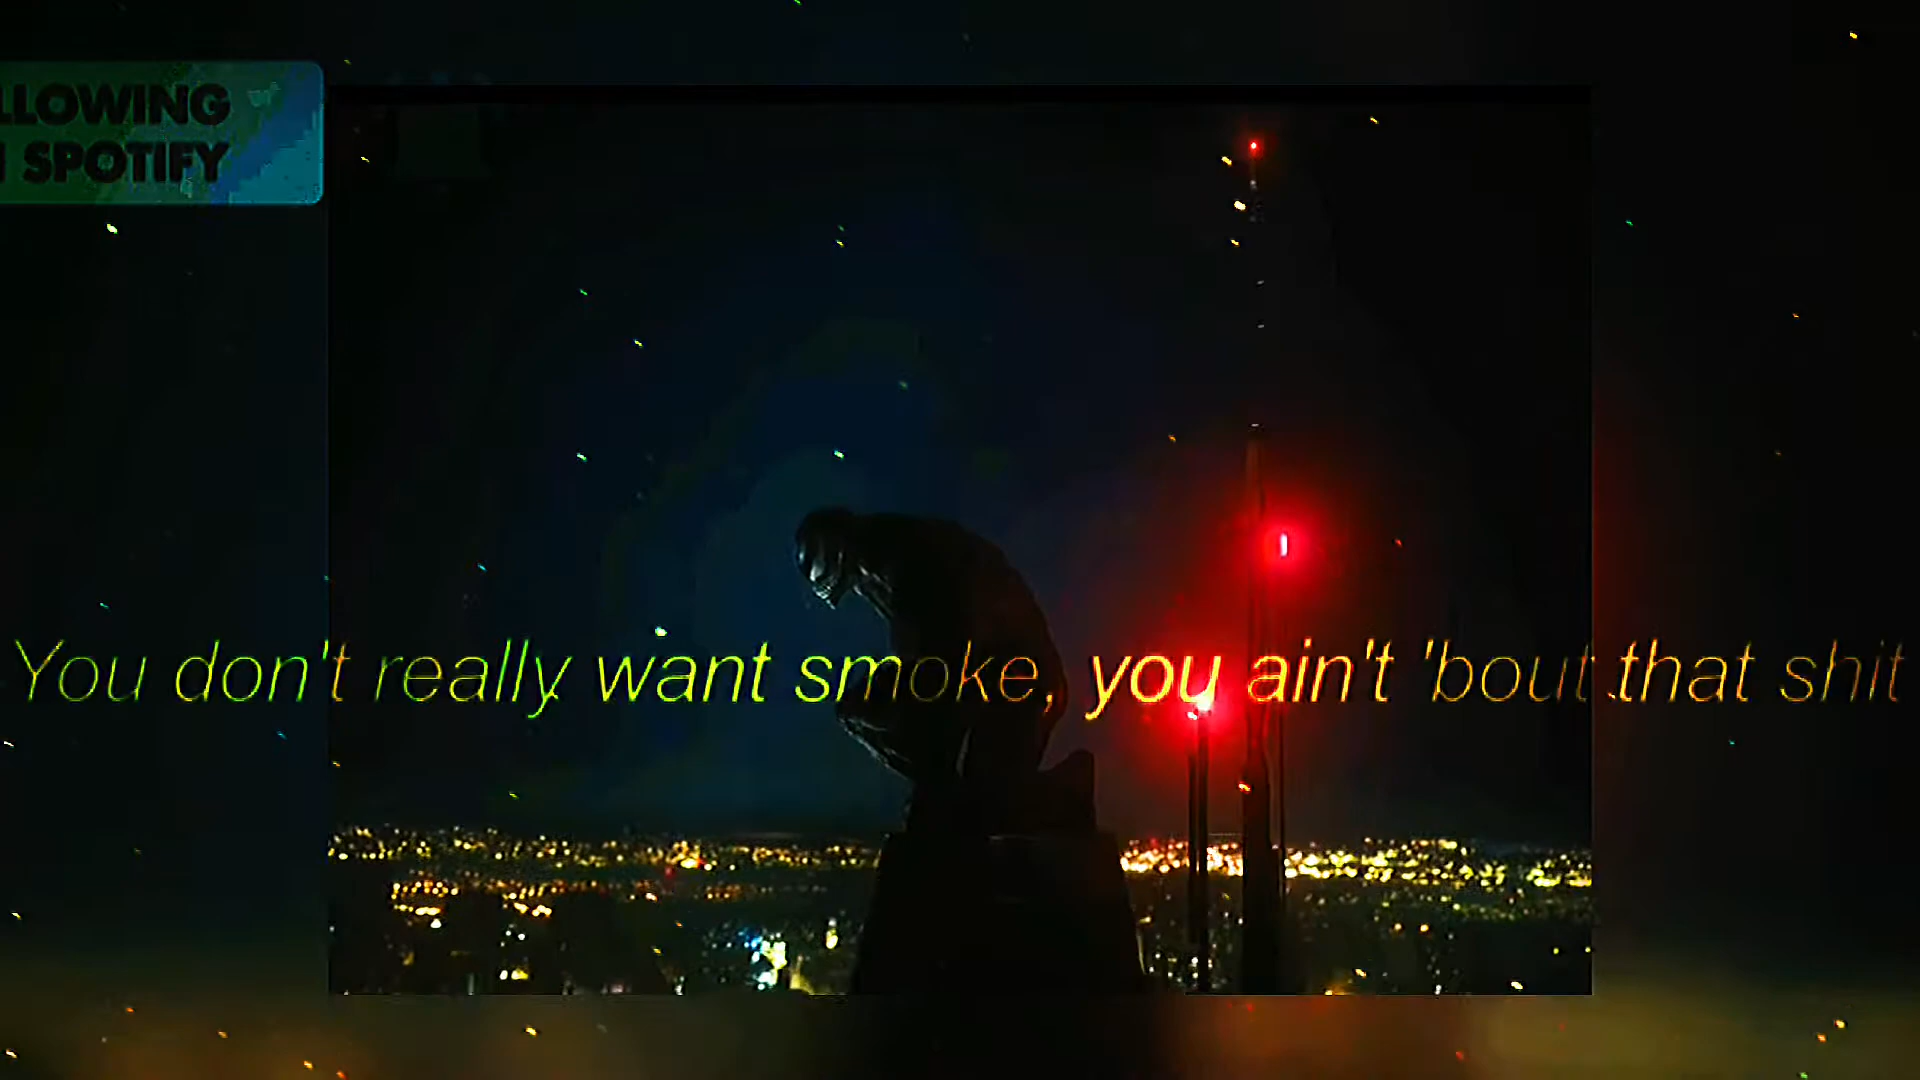 LLOWING
SPOTIFY
You don't really want smoke, you ain't 'bout that shit